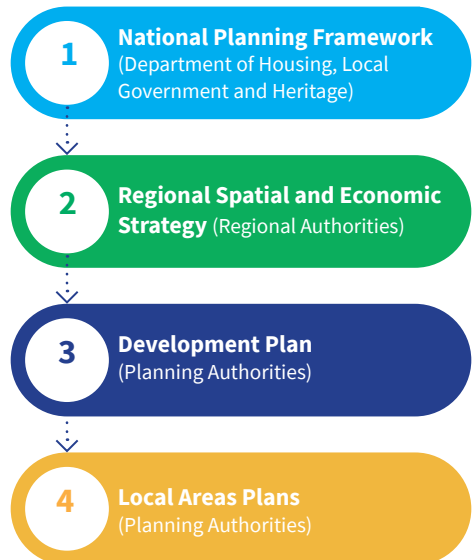 1
National Planning Framework
(Department of Housing, Local
Government and Heritage)
2
Regional Spatial and Economic
Strategy (Regional Authorities)
3
Development Plan
(Planning Authorities)
4
Local Areas Plans
(Planning Authorities)